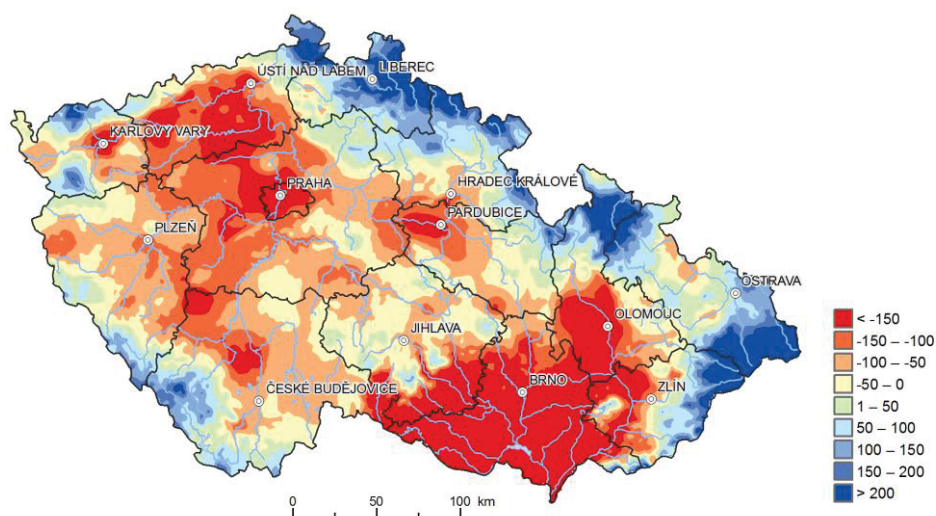 ÚSTÍ NAD LABEM
LIBEREC
KARLOVY VARY
PRAHA
HRADEC KRÁLOVÉ
PARDUBICE
PLZEŇ
OSTRAVA
OLOMOUC
JIHLAVA
ČESKÉ BUDĚJOVICE
BRNO
ZLÍN
< -150
-150 – -100
-100 – -50
-50 – 0
1 – 50
50 – 100
100 – 150
150 – 200
> 200
0 50 100 km